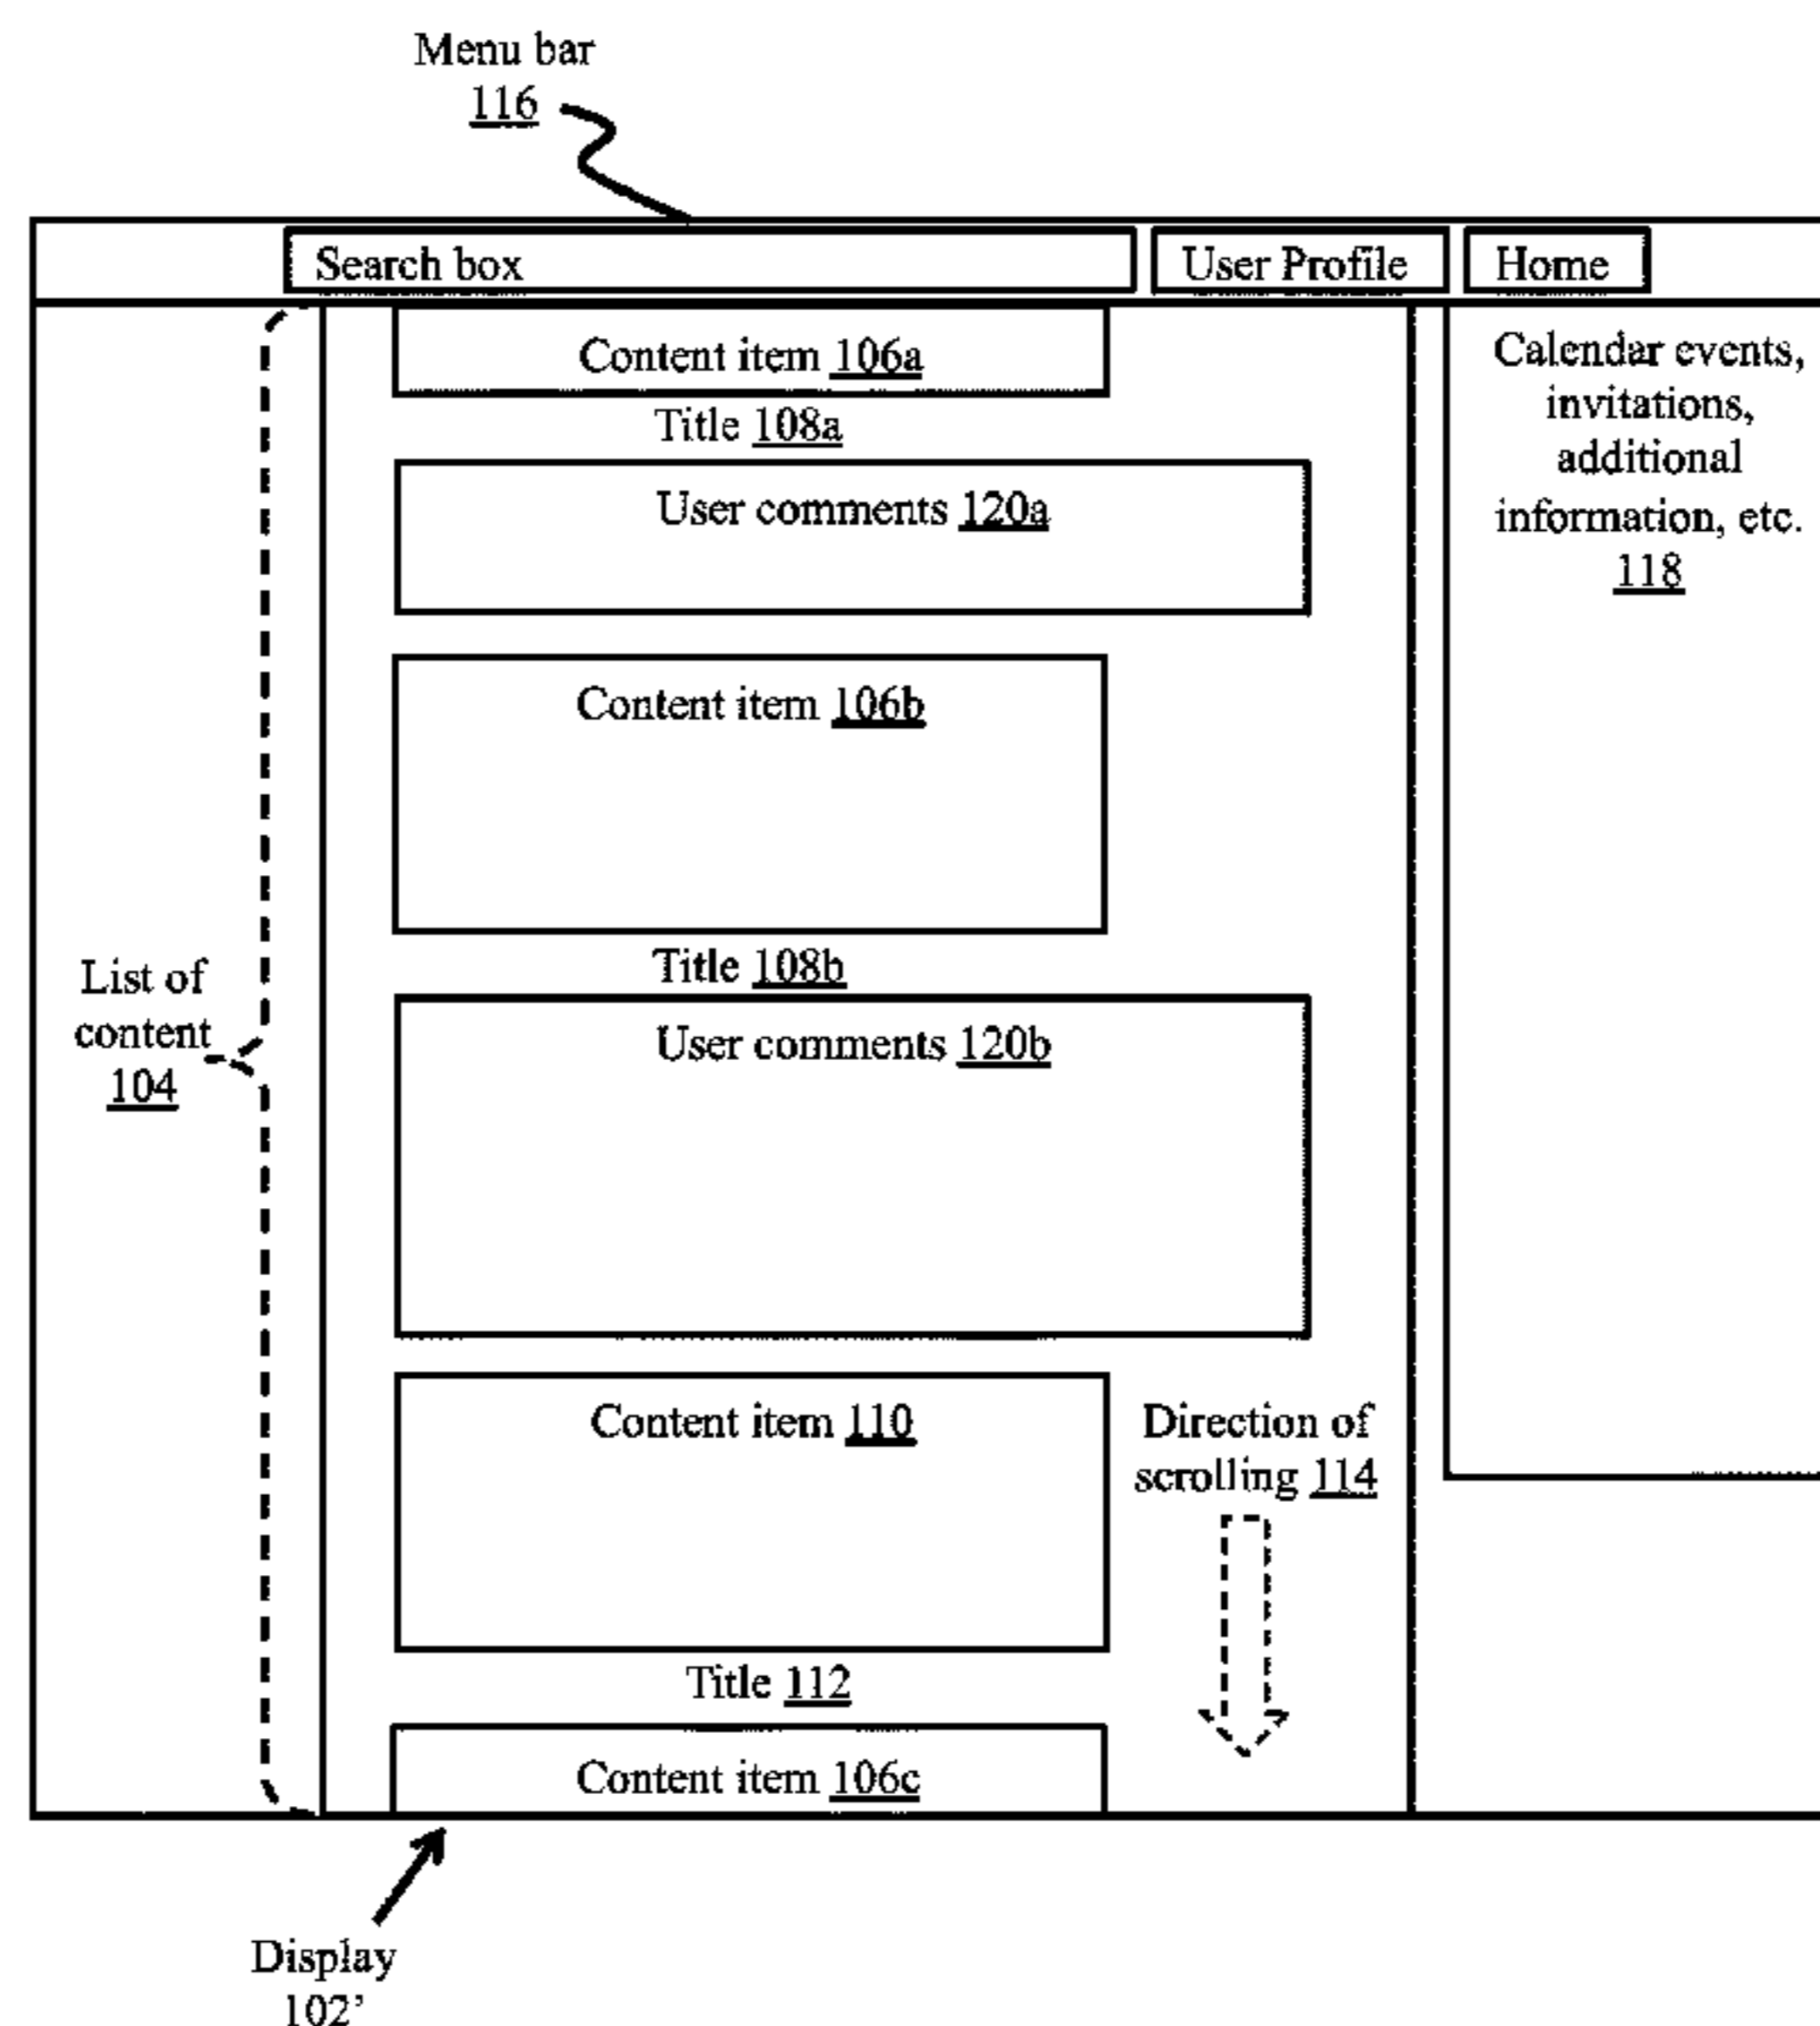 Menu bar
116
Search box
User Profile
Home
Content item 106a
Title 108a
User comments 120a
Content item 106b
Title 108b
User comments 120b
Content item 110
Title 112
Content item 106c
Direction of
scrolling 114
Calendar events,
invitations,
additional
information, etc.
118
List of
content
104
Display
102’